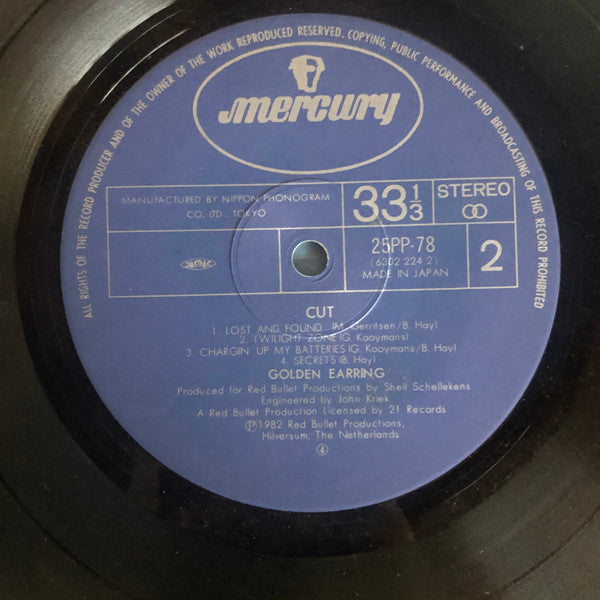 ALL RIGHTS OF THE RECORD PRODUCER AND OF THE OWNER OF THE WORK REPRODUCED RESERVED. COPYING, PUBLIC PERFORMANCE AND BROADCASTING OF THIS RECORD PROHIBITED
mercury
MANUFACTURED BY NIPPON PHONOGRAM
CO., LTD., TOKYO
33 1/3
STEREO
25PP-78
(6302 224 2)
MADE IN JAPAN
2
CUT
1. LOST AND FOUND (M. Gerritsen/B. Hay)
2. TWILIGHT ZONE (G. Kooymans)
3. CHARGIN' UP MY BATTERIES (G. Kooymans/B. Hay)
4. SECRETS (B. Hay)
GOLDEN EARRING
Produced for Red Bullet Productions by Shell Schellekens
Engineered by John Kriek
A Red Bullet Production Licensed by 21 Records
Ⓟ1982 Red Bullet Productions,
Hilversum, The Netherlands
④